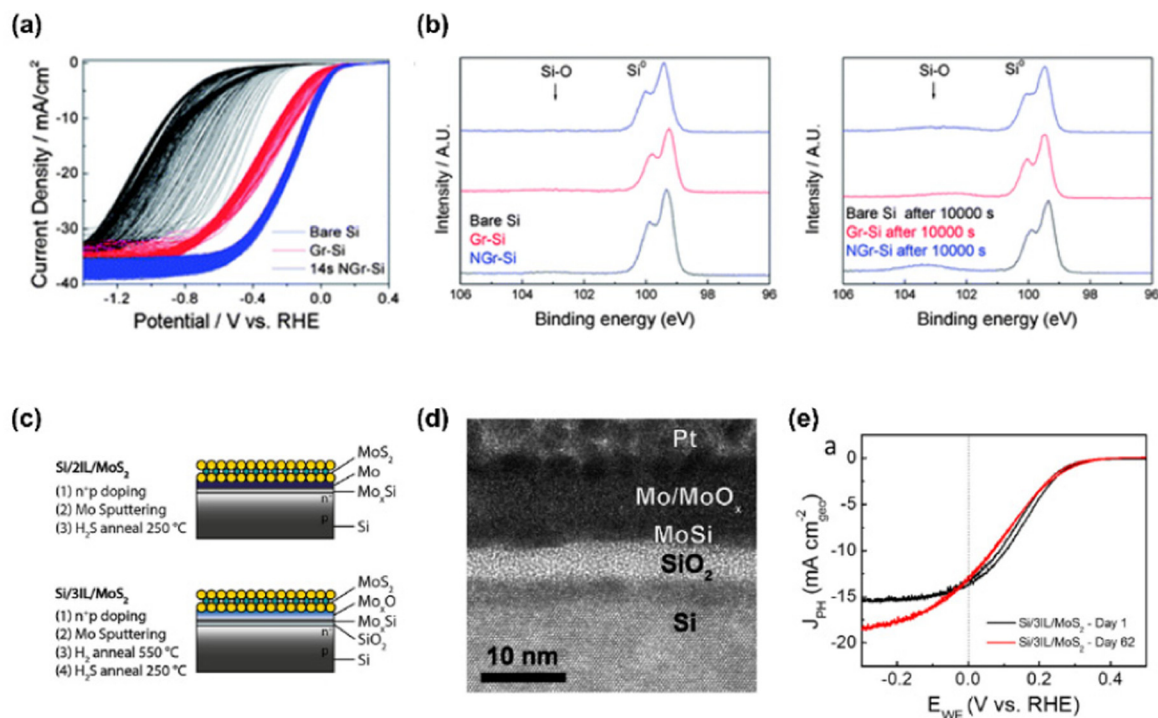 (a)
0
-10
-20
-30
-40
Current Density / mA/cm²
-1.2
-0.8
-0.4
0.0
0.4
Potential / V vs. RHE
Bare Si
Gr-Si
14s NGr-Si
(b)
Si-O
Si⁰
Intensity / A.U.
Bare Si
Gr-Si
NGr-Si
106
104
102
100
98
96
Binding energy (eV)
Si-O
Si⁰
Intensity / A.U.
Bare Si after 10000 s
Gr-Si after 10000 s
NGr-Si after 10000 s
106
104
102
100
98
96
Binding energy (eV)
(c)
Si/2IL/MoS₂
(1) n⁺p doping
(2) Mo Sputtering
(3) H₂S anneal 250 °C
MoS₂
Mo
MoₓSi
Si
n⁺
p
Si/3IL/MoS₂
(1) n⁺p doping
(2) Mo Sputtering
(3) H₂ anneal 550 °C
(4) H₂S anneal 250 °C
MoS₂
MoₓO
MoₓSi
SiO₂
Si
n⁺
p
(d)
Pt
Mo/MoOₓ
MoSi
SiO₂
Si
10 nm
(e)
a
0
-5
-10
-15
-20
J_PH (mA cm⁻²_geo)
Si/3IL/MoS₂ - Day 1
Si/3IL/MoS₂ - Day 62
-0.2
0.0
0.2
0.4
E_WE (V vs. RHE)